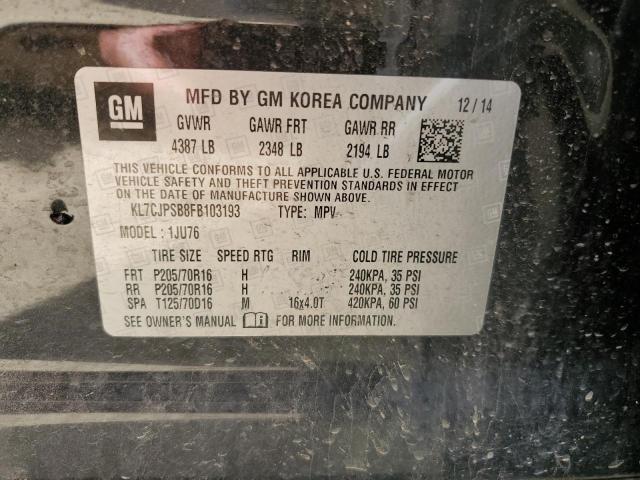 GM MFD BY GM KOREA COMPANY 12/14
GVWR GAWR FRT GAWR RR
4387 LB 2348 LB 2194 LB
THIS VEHICLE CONFORMS TO ALL APPLICABLE U.S. FEDERAL MOTOR
VEHICLE SAFETY AND THEFT PREVENTION STANDARDS IN EFFECT
ON THE DATE OF MANUFACTURE SHOWN ABOVE.
KL7CJPSB8FB103193 TYPE: MPV
MODEL : 1JU76
TIRE SIZE SPEED RTG RIM COLD TIRE PRESSURE
FRT P205/70R16 H 240KPA, 35 PSI
RR P205/70R16 H 240KPA, 35 PSI
SPA T125/70D16 M 16x4.0T 420KPA, 60 PSI
SEE OWNER'S MANUAL FOR MORE INFORMATION.